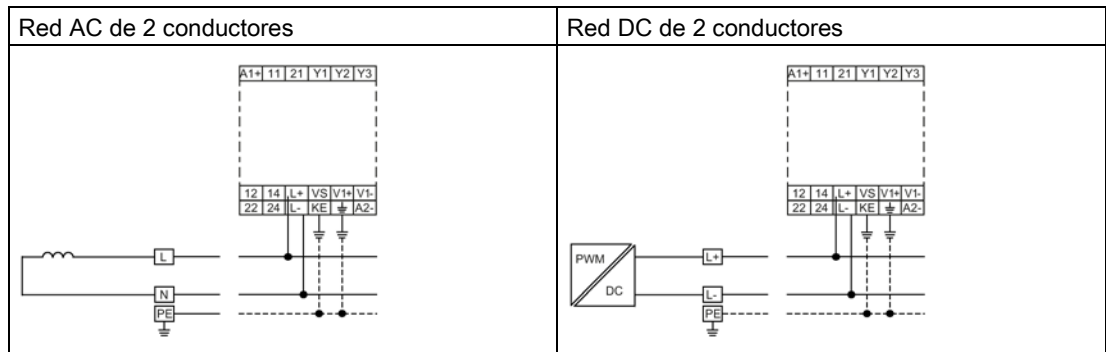 Red AC de 2 conductores
Red DC de 2 conductores
A1+ 11 21 Y1 Y2 Y3
12 14 L+ VS V1+ V1-
22 24 L- KE A2-
L
N
PE
A1+ 11 21 Y1 Y2 Y3
12 14 L+ VS V1+ V1-
22 24 L- KE A2-
PWM
DC
L+
L-
PE